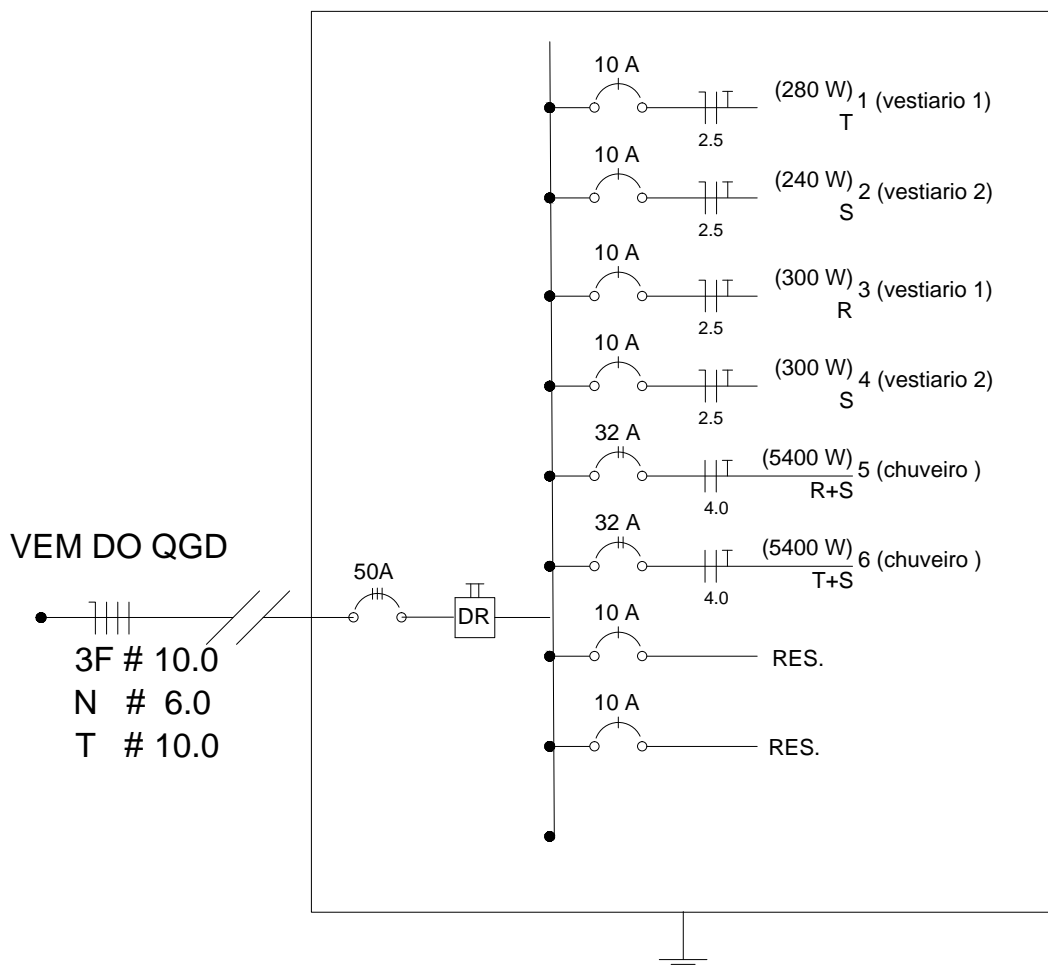 10 A
(280 W) 1 (vestiario 1)
T
2.5
10 A
(240 W) 2 (vestiario 2)
S
2.5
10 A
(300 W) 3 (vestiario 1)
R
2.5
10 A
(300 W) 4 (vestiario 2)
S
2.5
32 A
(5400 W) 5 (chuveiro )
R+S
4.0
32 A
(5400 W) 6 (chuveiro )
T+S
4.0
VEM DO QGD
50A
DR
3F # 10.0
N # 6.0
T # 10.0
10 A
RES.
10 A
RES.